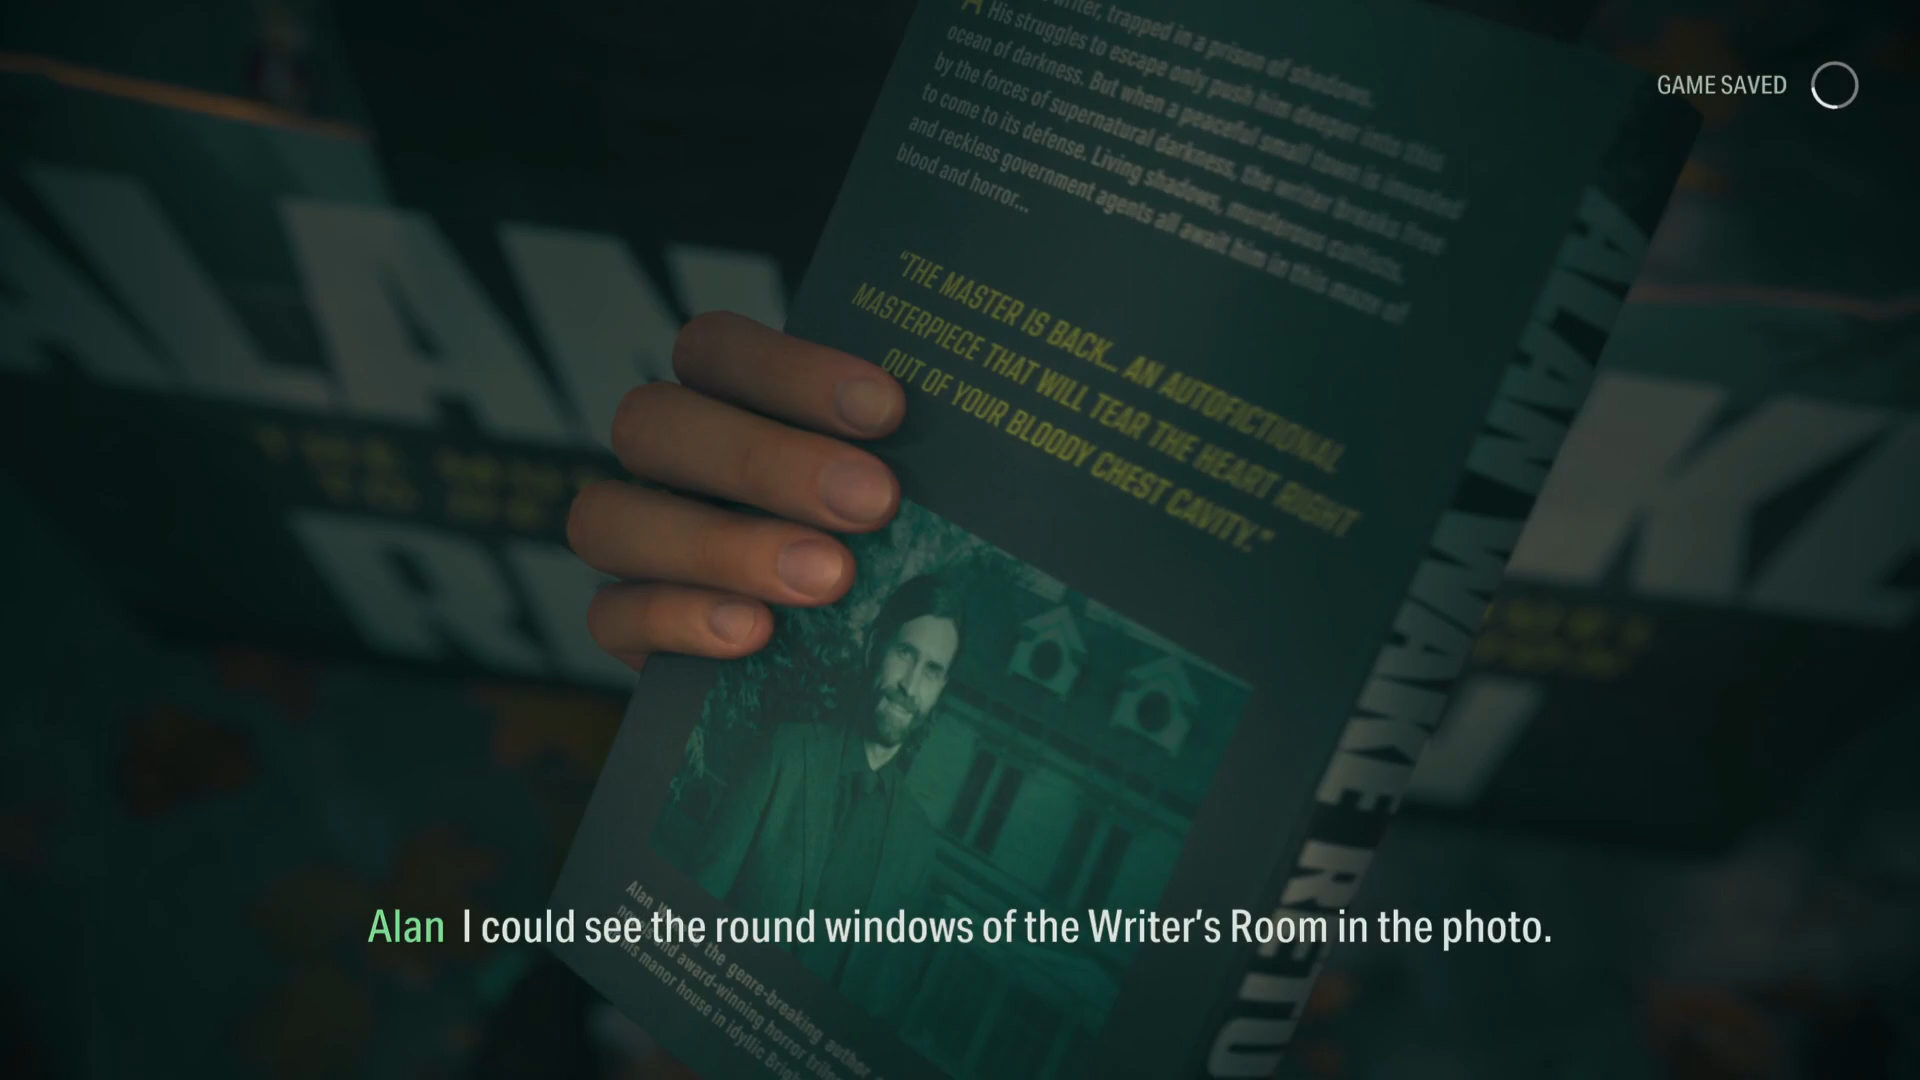 writer, trapped in a prison of shadows.
His struggles to escape only push him deeper into this
ocean of darkness. But when a peaceful small town is invaded
by the forces of supernatural darkness, the writer breaks free
to come to its defense. Living shadows, murderous cultists,
and reckless government agents all await him in this maze of
blood and horror...
GAME SAVED
"THE MASTER IS BACK... AN AUTOFICTIONAL
MASTERPIECE THAT WILL TEAR THE HEART RIGHT
OUT OF YOUR BLOODY CHEST CAVITY."
ALAN WAKE RETU
ALAN
Alan I could see the round windows of the Writer's Room in the photo.
Alan the genre-breaking author
and award-winning horror
his manor house in idyllic